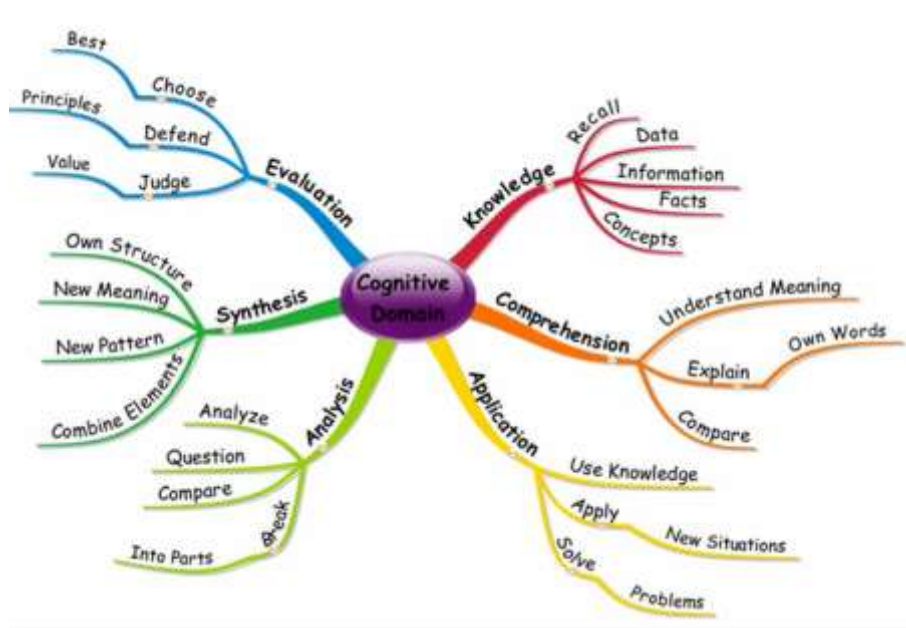 Cognitive
Domain
Knowledge
Recall
Data
Information
Facts
Concepts
Comprehension
Understand Meaning
Explain
Own Words
Compare
Application
Use Knowledge
Apply
New Situations
Solve
Problems
Analysis
Analyze
Question
Compare
Break
Into Parts
Synthesis
Own Structure
New Meaning
New Pattern
Combine Elements
Evaluation
Choose
Best
Defend
Principles
Judge
Value